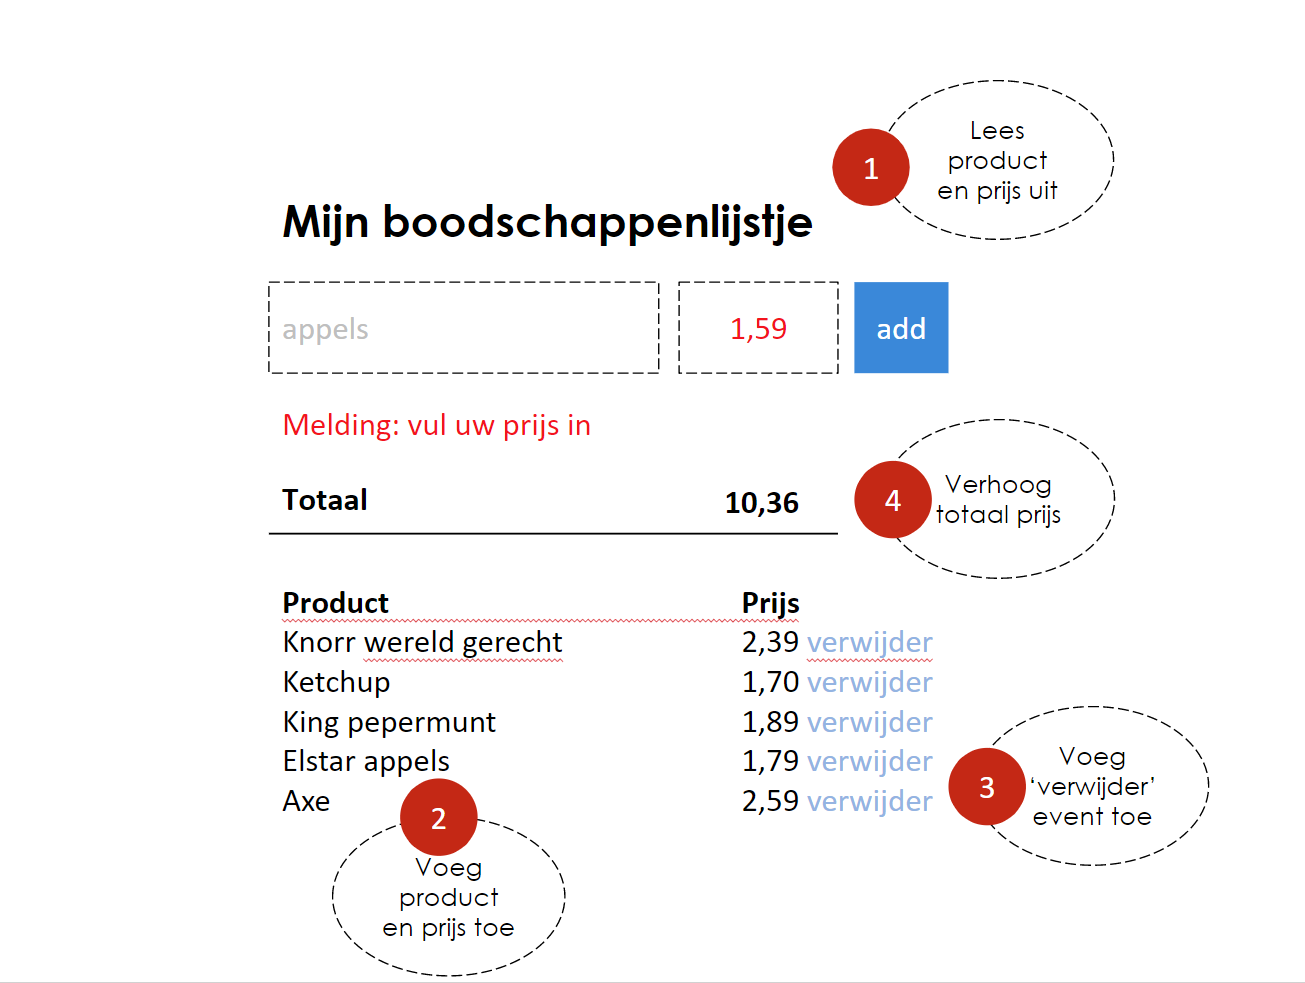 1
Lees
product
en prijs uit
Mijn boodschappenlijstje
appels
1,59
add
Melding: vul uw prijs in
Totaal 10,36
4
Verhoog
totaal prijs
Product Prijs
Knorr wereld gerecht 2,39 verwijder
Ketchup 1,70 verwijder
King pepermunt 1,89 verwijder
Elstar appels 1,79 verwijder
Axe 2,59 verwijder
3
Voeg
‘verwijder’
event toe
2
Voeg
product
en prijs toe